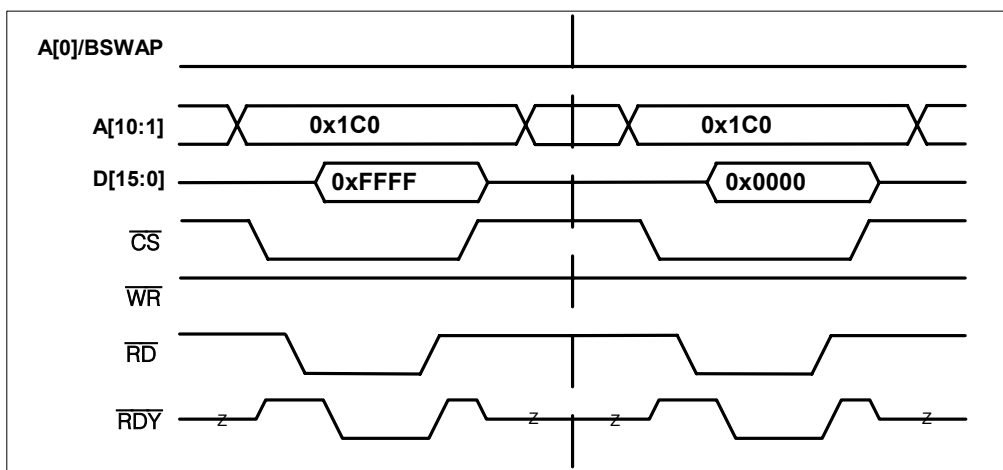 A[0]/BSWAP
A[10:1] 0x1C0 0x1C0
D[15:0] 0xFFFF 0x0000
CS
WR
RD
RDY Z Z Z Z